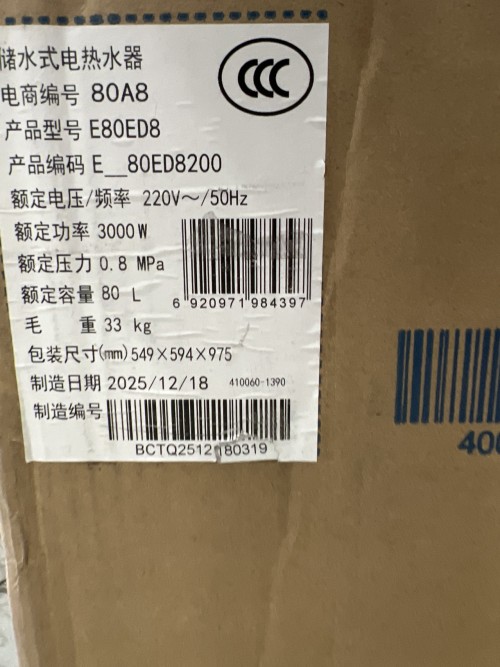 储水式电热水器
CCC
电商编号 80A8
产品型号 E80ED8
产品编码 E__80ED8200
额定电压/频率 220V～/50Hz
额定功率 3000W
额定压力 0.8 MPa
额定容量 80 L
6 920971 984397
毛 重 33 kg
包装尺寸(mm) 549×594×975
制造日期 2025/12/18 410060-1390
制造编号
BCTQ2512180319
400